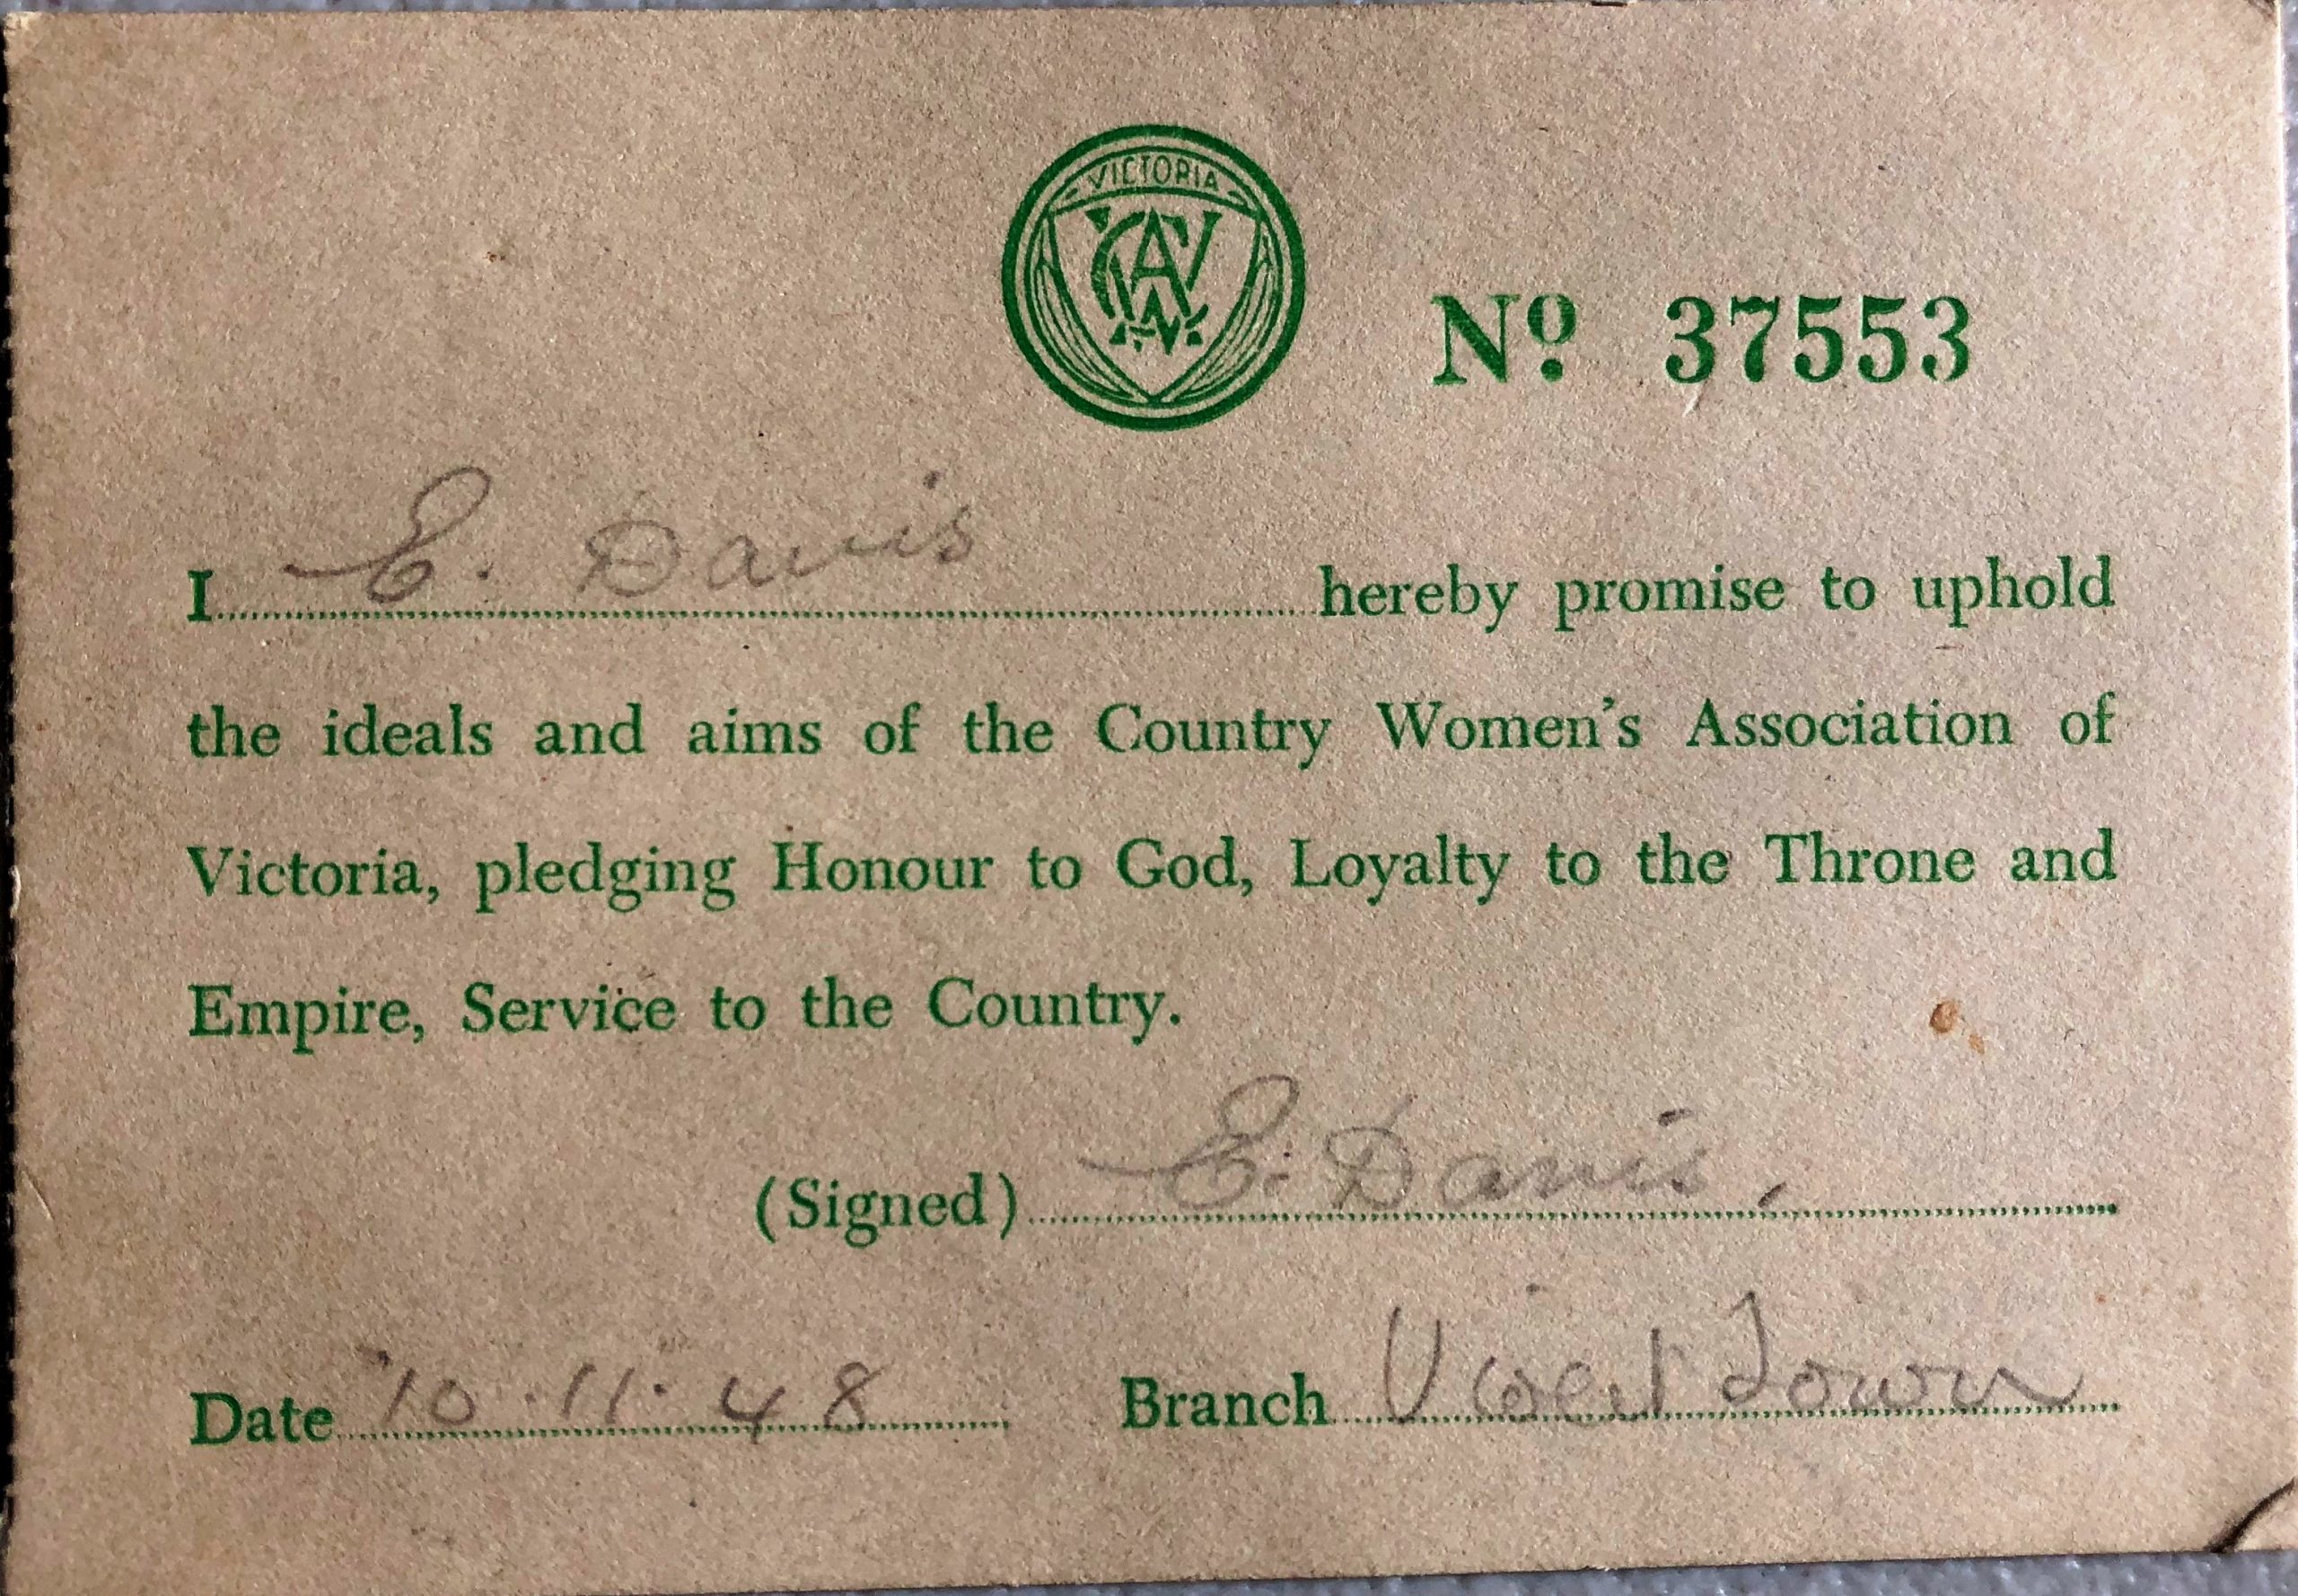 VICTORIA
CWA
Nº 37553
I E. Davis hereby promise to uphold
the ideals and aims of the Country Women's Association of
Victoria, pledging Honour to God, Loyalty to the Throne and
Empire, Service to the Country.
(Signed) E. Davis.
Date 10.11.48 Branch Violet Town